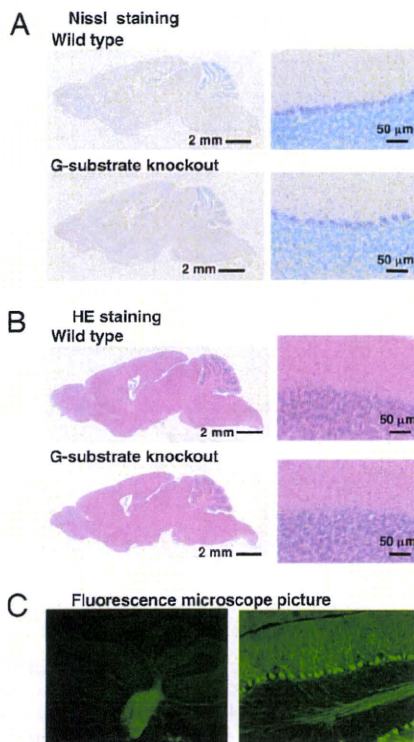 A
Nissl staining
Wild type
2 mm
50 μm
G-substrate knockout
2 mm
50 μm
B
HE staining
Wild type
2 mm
50 μm
G-substrate knockout
2 mm
50 μm
C
Fluorescence microscope picture